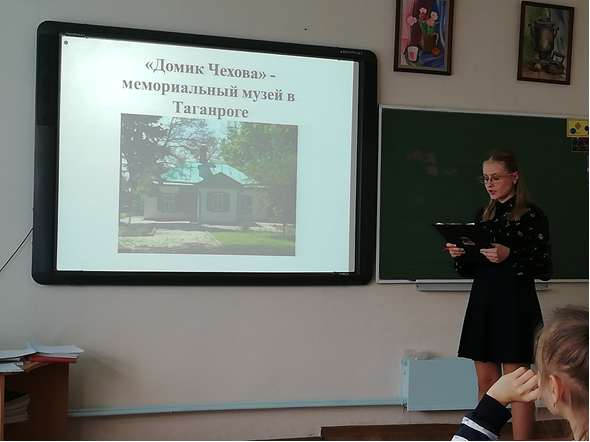 «Домик Чехова» -
мемориальный музей в
Таганроге